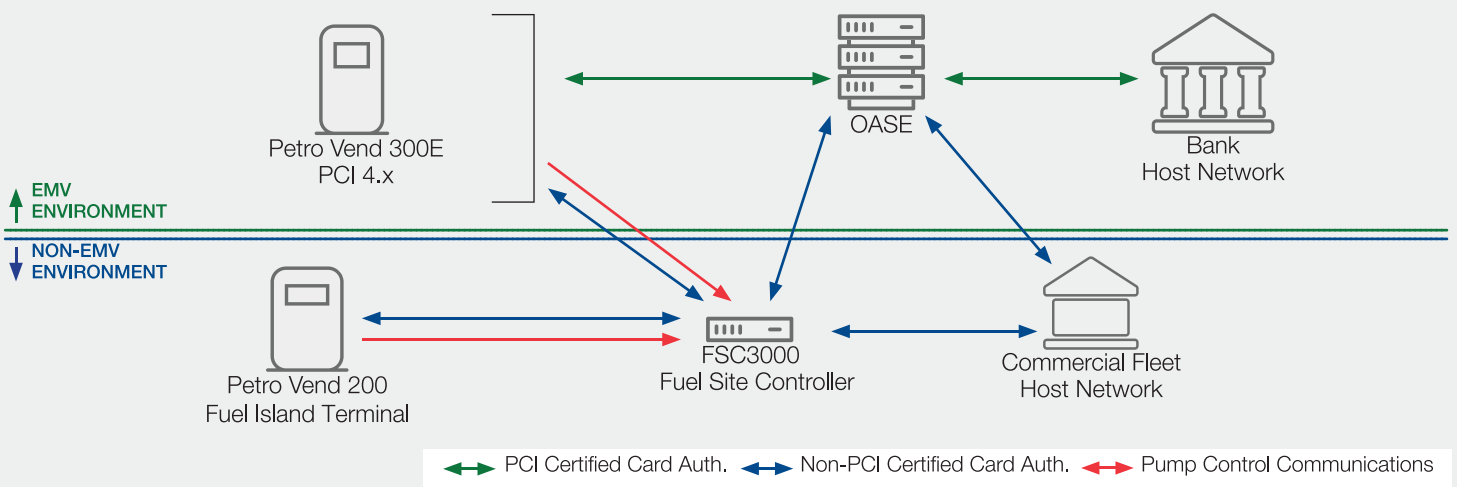 Petro Vend 300E
PCI 4.x
OASE
Bank
Host Network
EMV
ENVIRONMENT
NON-EMV
ENVIRONMENT
Petro Vend 200
Fuel Island Terminal
FSC3000
Fuel Site Controller
Commercial Fleet
Host Network
PCI Certified Card Auth.
Non-PCI Certified Card Auth.
Pump Control Communications